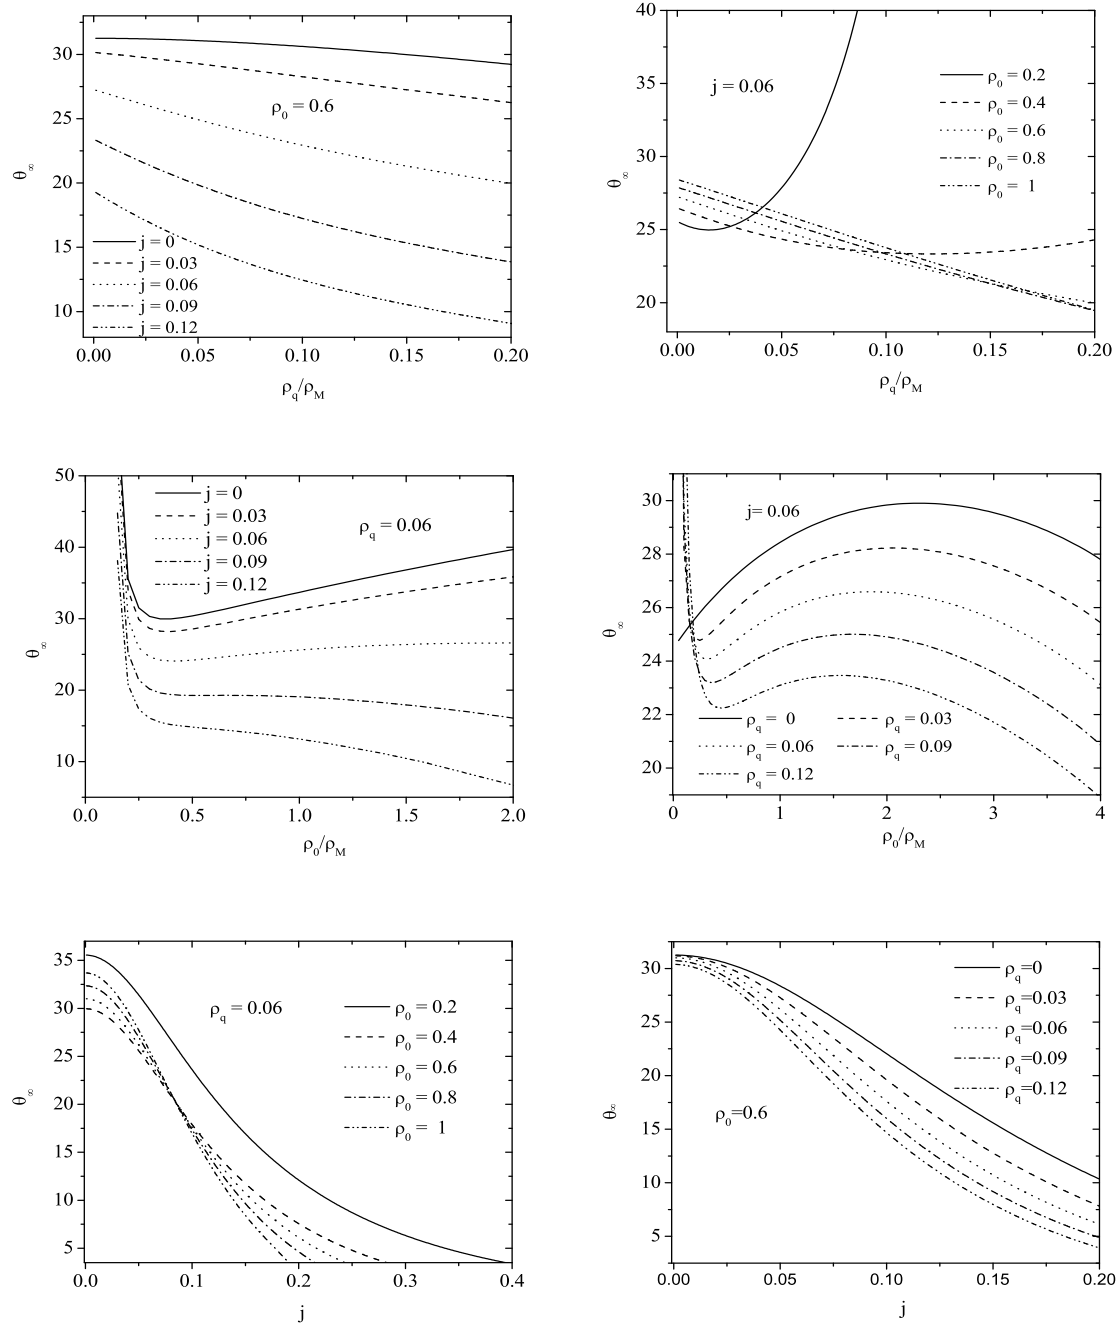 30
25
20
15
10
θ∞
ρ0 = 0.6
j = 0
j = 0.03
j = 0.06
j = 0.09
j = 0.12
0.00 0.05 0.10 0.15 0.20
ρq/ρM
40
35
30
25
20
θ∞
j = 0.06
ρ0 = 0.2
ρ0 = 0.4
ρ0 = 0.6
ρ0 = 0.8
ρ0 = 1
0.00 0.05 0.10 0.15 0.20
ρq/ρM
50
40
30
20
10
θ∞
j = 0
j = 0.03
j = 0.06
j = 0.09
j = 0.12
ρq = 0.06
0.0 0.5 1.0 1.5 2.0
ρ0/ρM
30
28
26
24
22
20
θ∞
j= 0.06
ρq = 0
ρq = 0.03
ρq = 0.06
ρq = 0.09
ρq = 0.12
0 1 2 3 4
ρ0/ρM
35
30
25
20
15
10
5
θ∞
ρq = 0.06
ρ0 = 0.2
ρ0 = 0.4
ρ0 = 0.6
ρ0 = 0.8
ρ0 = 1
0.0 0.1 0.2 0.3 0.4
j
30
25
20
15
10
5
θ∞
ρ0=0.6
ρq=0
ρq=0.03
ρq=0.06
ρq=0.09
ρq=0.12
0.00 0.05 0.10 0.15 0.20
j